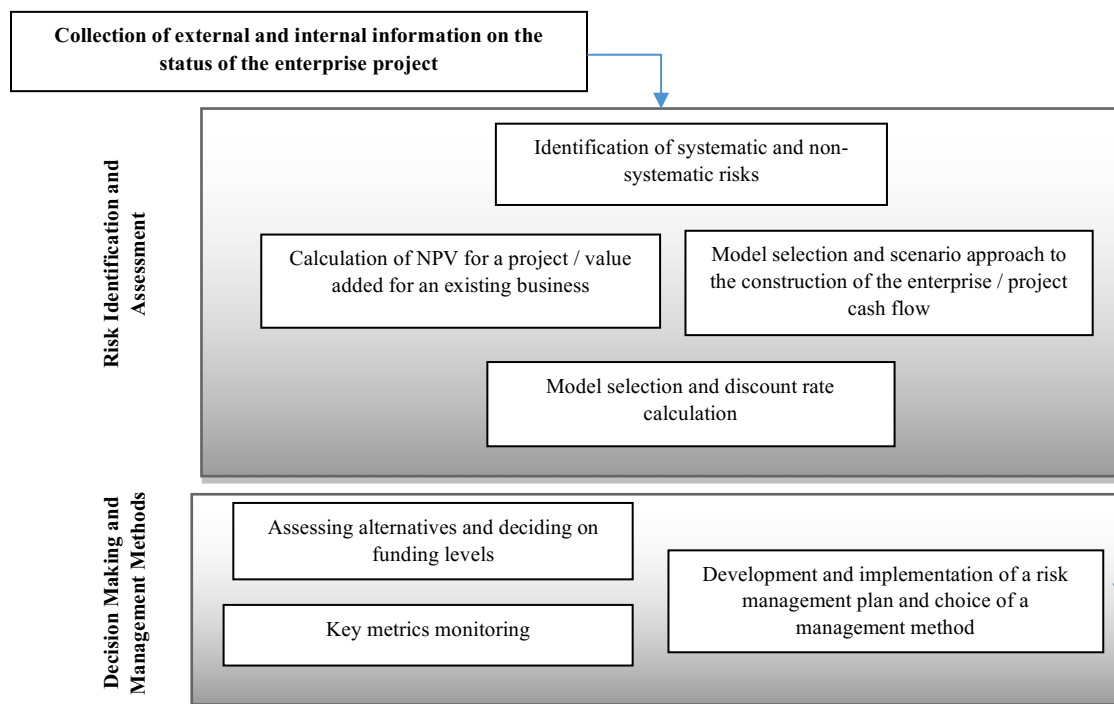 Collection of external and internal information on the
status of the enterprise project
Risk Identification and
Assessment
Identification of systematic and non-
systematic risks
Calculation of NPV for a project / value
added for an existing business
Model selection and scenario approach to
the construction of the enterprise / project
cash flow
Model selection and discount rate
calculation
Decision Making and
Management Methods
Assessing alternatives and deciding on
funding levels
Key metrics monitoring
Development and implementation of a risk
management plan and choice of a
management method